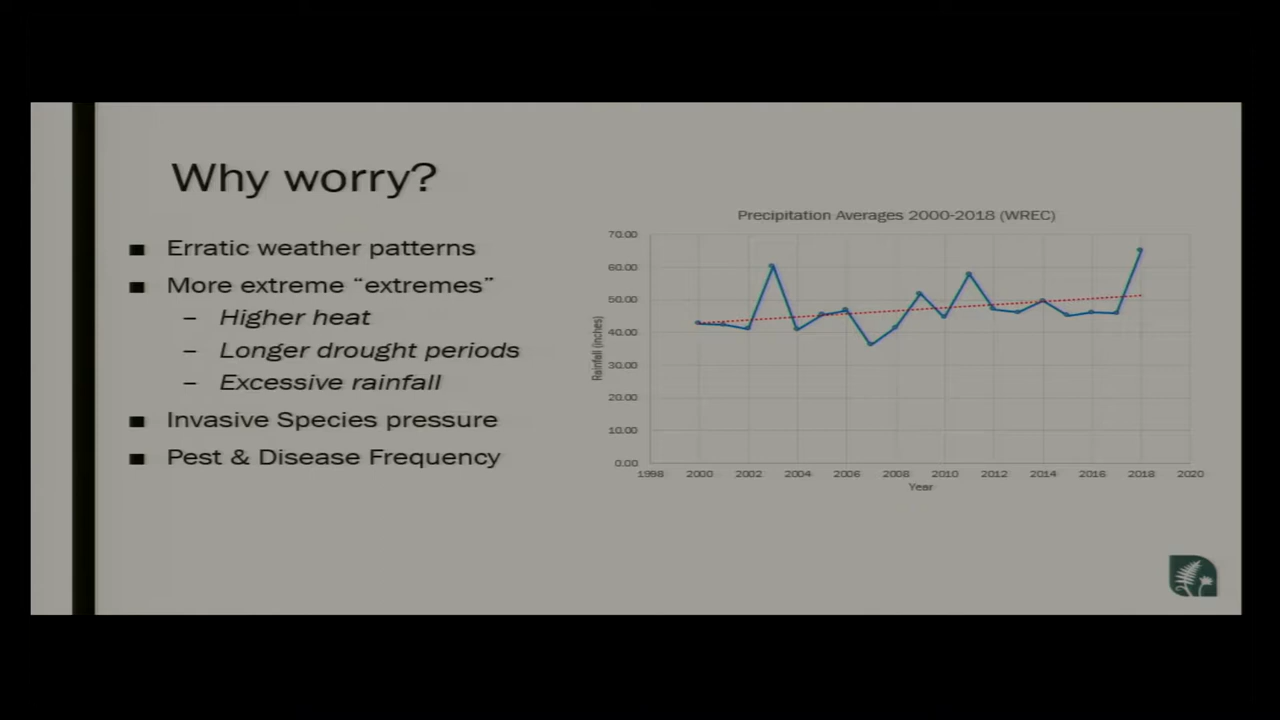 Why worry?
■ Erratic weather patterns
■ More extreme “extremes”
– Higher heat
– Longer drought periods
– Excessive rainfall
■ Invasive Species pressure
■ Pest & Disease Frequency
Precipitation Averages 2000-2018 (WREC)
70.00
60.00
50.00
40.00
30.00
20.00
10.00
0.00
Rainfall (inches)
1998 2000 2002 2004 2006 2008 2010 2012 2014 2016 2018 2020
Year